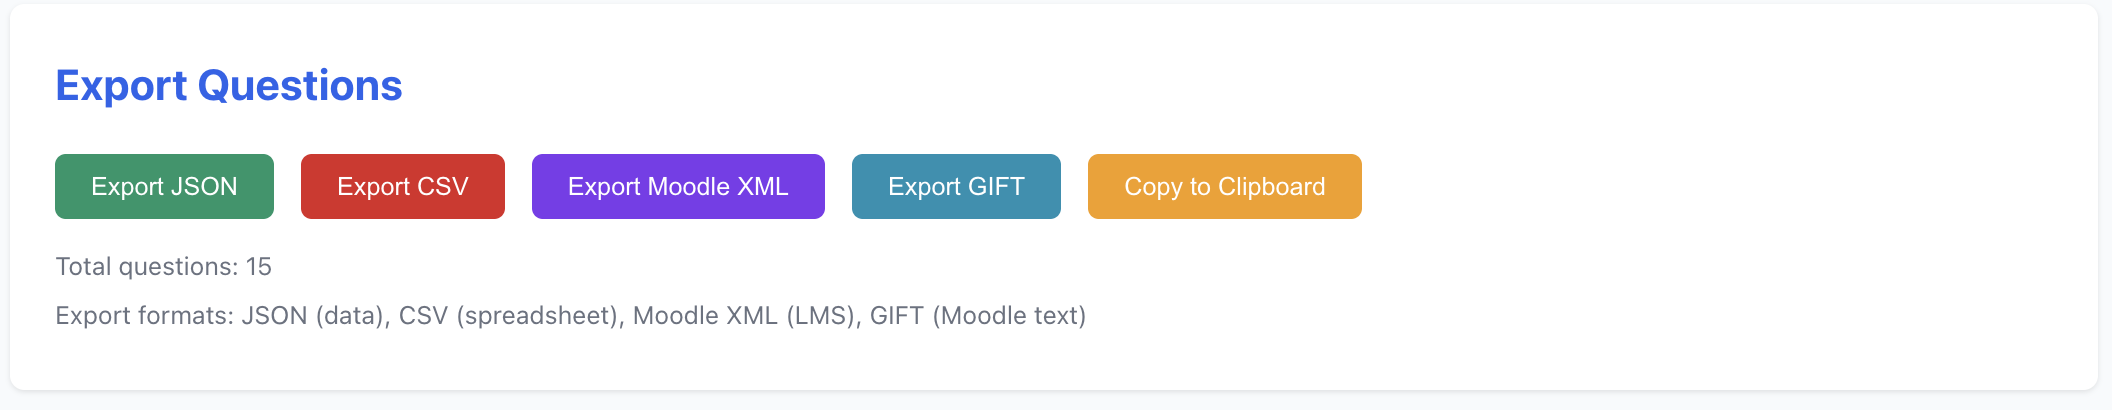 Export Questions
Export JSON
Export CSV
Export Moodle XML
Export GIFT
Copy to Clipboard
Total questions: 15
Export formats: JSON (data), CSV (spreadsheet), Moodle XML (LMS), GIFT (Moodle text)